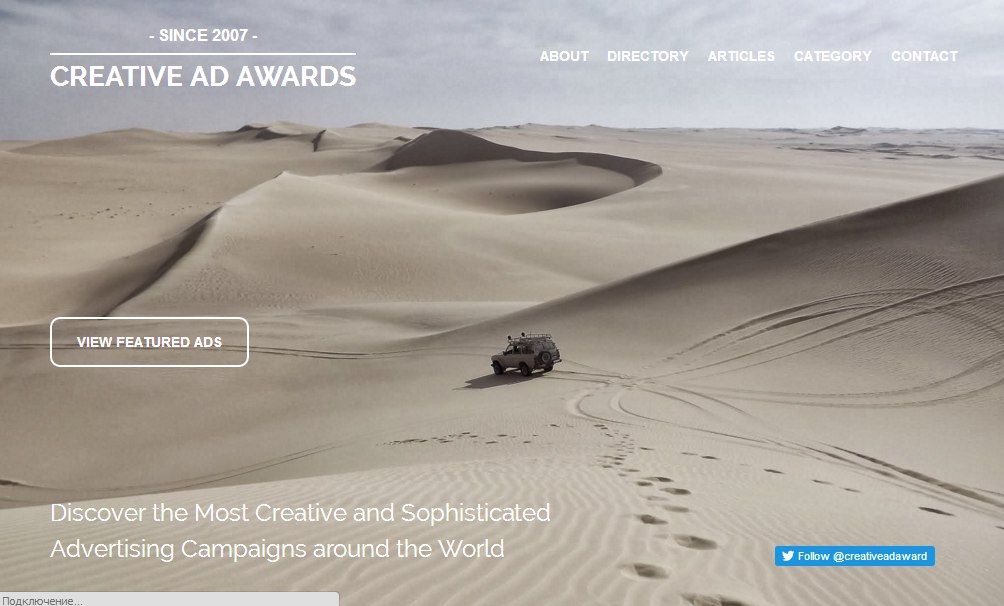 - SINCE 2007 -
CREATIVE AD AWARDS
ABOUT DIRECTORY ARTICLES CATEGORY CONTACT
VIEW FEATURED ADS
Discover the Most Creative and Sophisticated
Advertising Campaigns around the World
Follow @creativeadaward
Подключение...